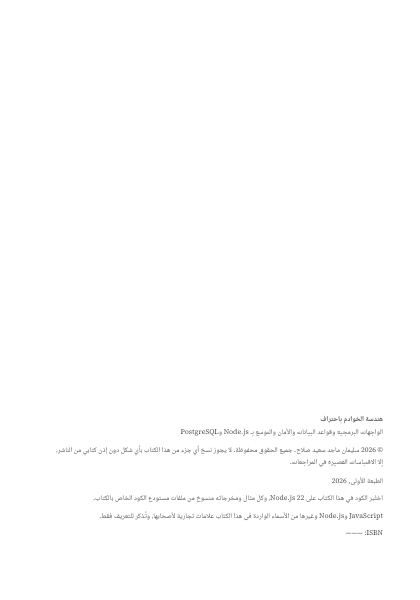 هندسة الخوادم باحتراف
الواجهات البرمجية وقواعد البيانات والأمان والتوسع بـ Node.js وPostgreSQL
© 2026 سليمان ماجد سعيد صلاح. جميع الحقوق محفوظة. لا يجوز نسخ أي جزء من هذا الكتاب بأي شكل دون إذن كتابي من الناشر،
إلا الاقتباسات القصيرة في المراجعات.
الطبعة الأولى، 2026
اختُبر الكود في هذا الكتاب على Node.js 22، وكل مثال ومخرجاته منسوخ من ملفات مستودع الكود الخاص بالكتاب.
JavaScript وNode.js وغيرها من الأسماء الواردة في هذا الكتاب علامات تجارية لأصحابها، وتُذكر للتعريف فقط.
ISBN: ———